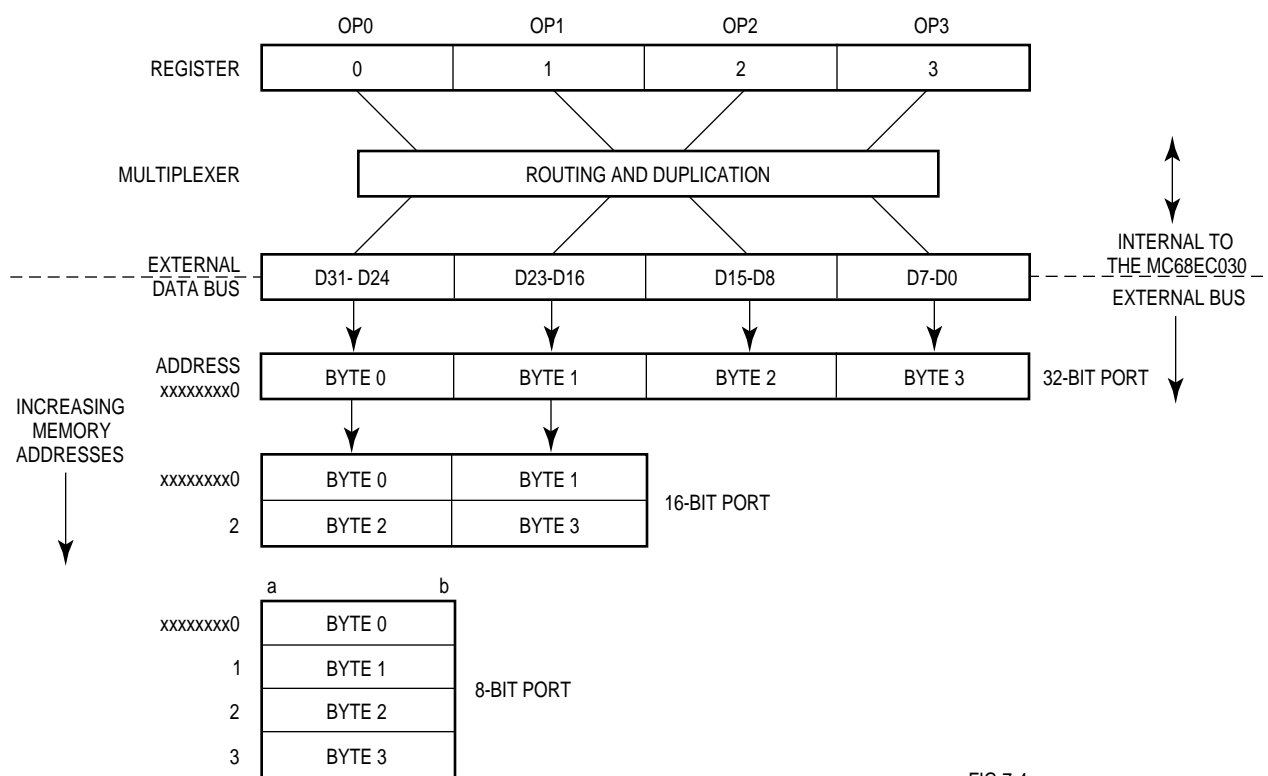 OP0 OP1 OP2 OP3
REGISTER 0 1 2 3
MULTIPLEXER ROUTING AND DUPLICATION
INTERNAL TO
THE MC68EC030
EXTERNAL
DATA BUS
D31- D24 D23-D16 D15-D8 D7-D0
EXTERNAL BUS
ADDRESS
xxxxxxxx0
BYTE 0 BYTE 1 BYTE 2 BYTE 3 32-BIT PORT
INCREASING
MEMORY
ADDRESSES
xxxxxxxx0 BYTE 0 BYTE 1
16-BIT PORT
2 BYTE 2 BYTE 3
a b
xxxxxxxx0 BYTE 0
1 BYTE 1
8-BIT PORT
2 BYTE 2
3 BYTE 3